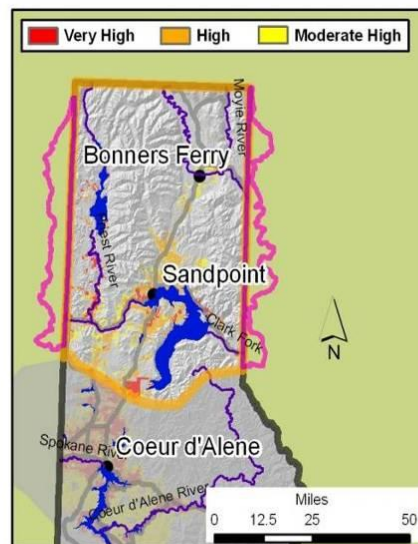 Very High High Moderate High
Moyie River
Bonners Ferry
Priest River
Sandpoint
Clark Fork
N
Spokane River
Coeur d'Alene
Coeur d'Alene River
Miles
0 12.5 25 50